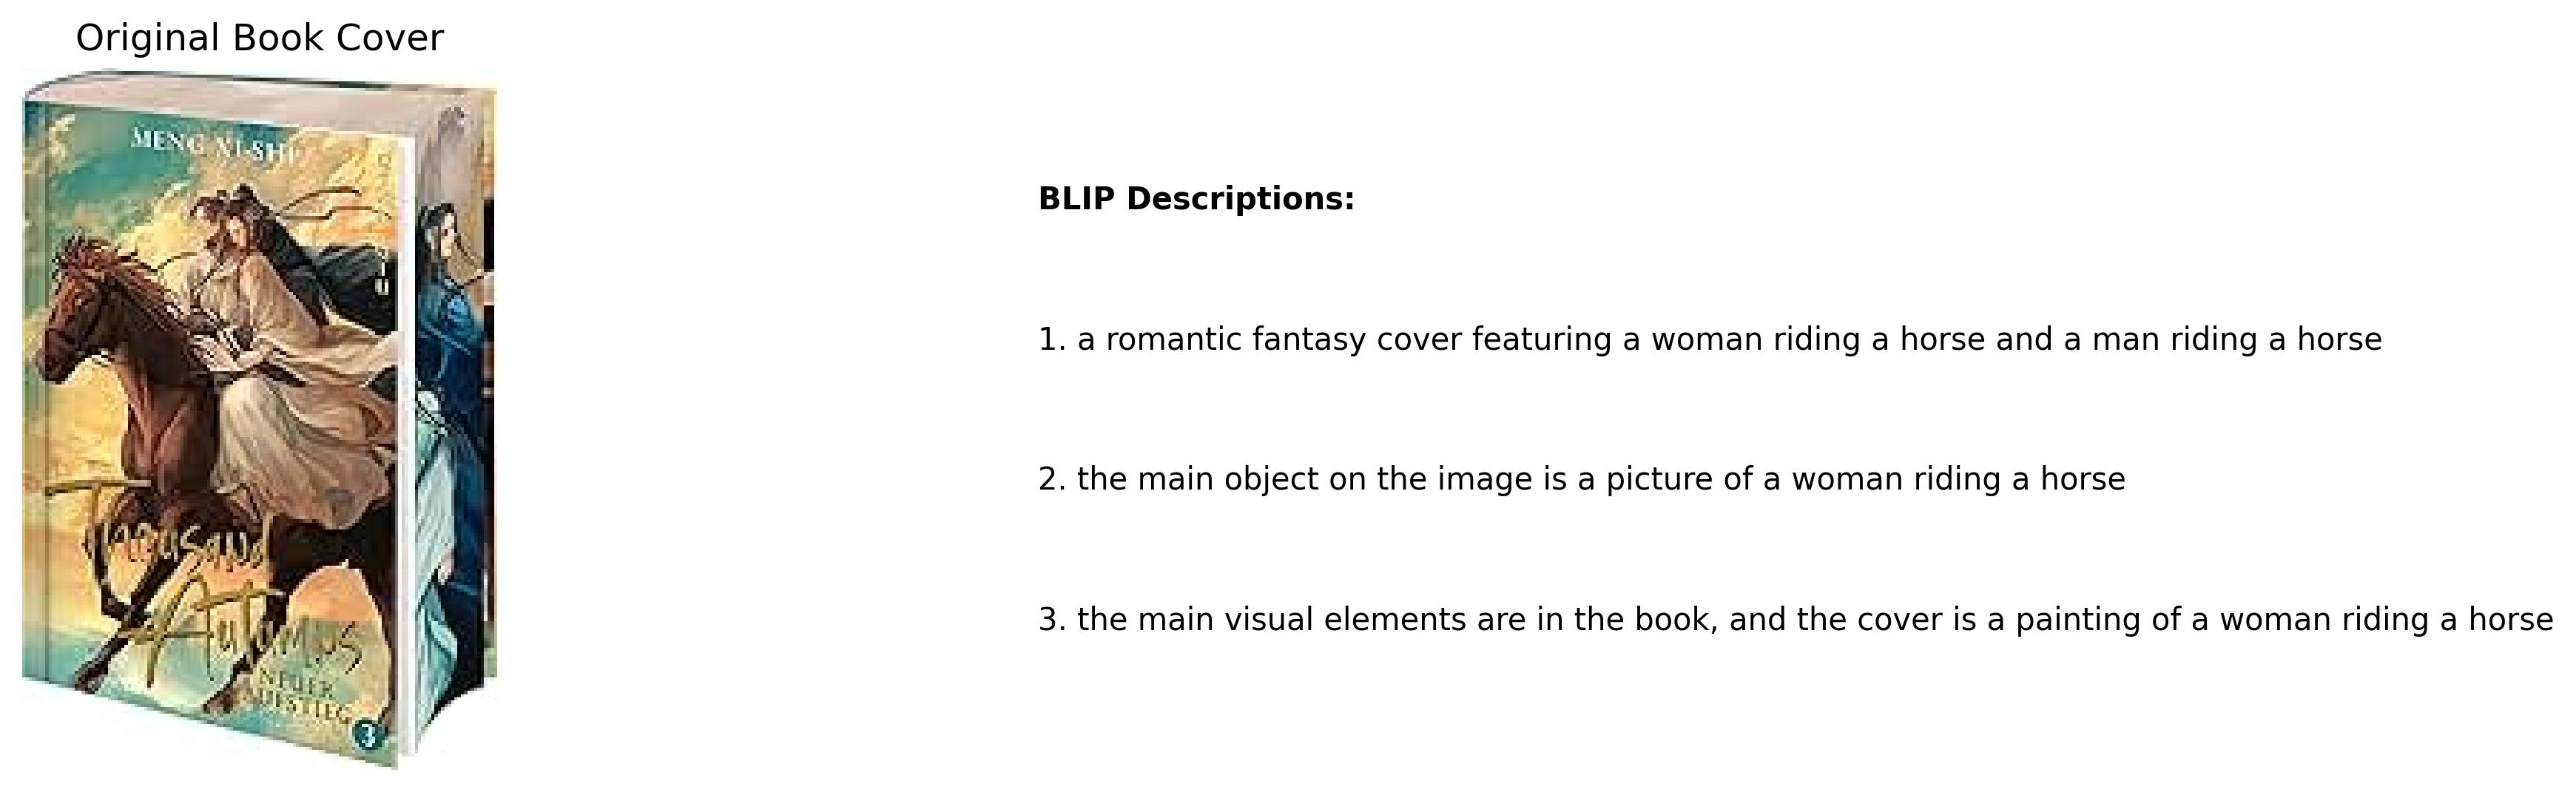 Original Book Cover
MENG XI-SHI
Thousand
Autumns
NEUER
AUFSTIEG
3
BLIP Descriptions:
1. a romantic fantasy cover featuring a woman riding a horse and a man riding a horse
2. the main object on the image is a picture of a woman riding a horse
3. the main visual elements are in the book, and the cover is a painting of a woman riding a horse